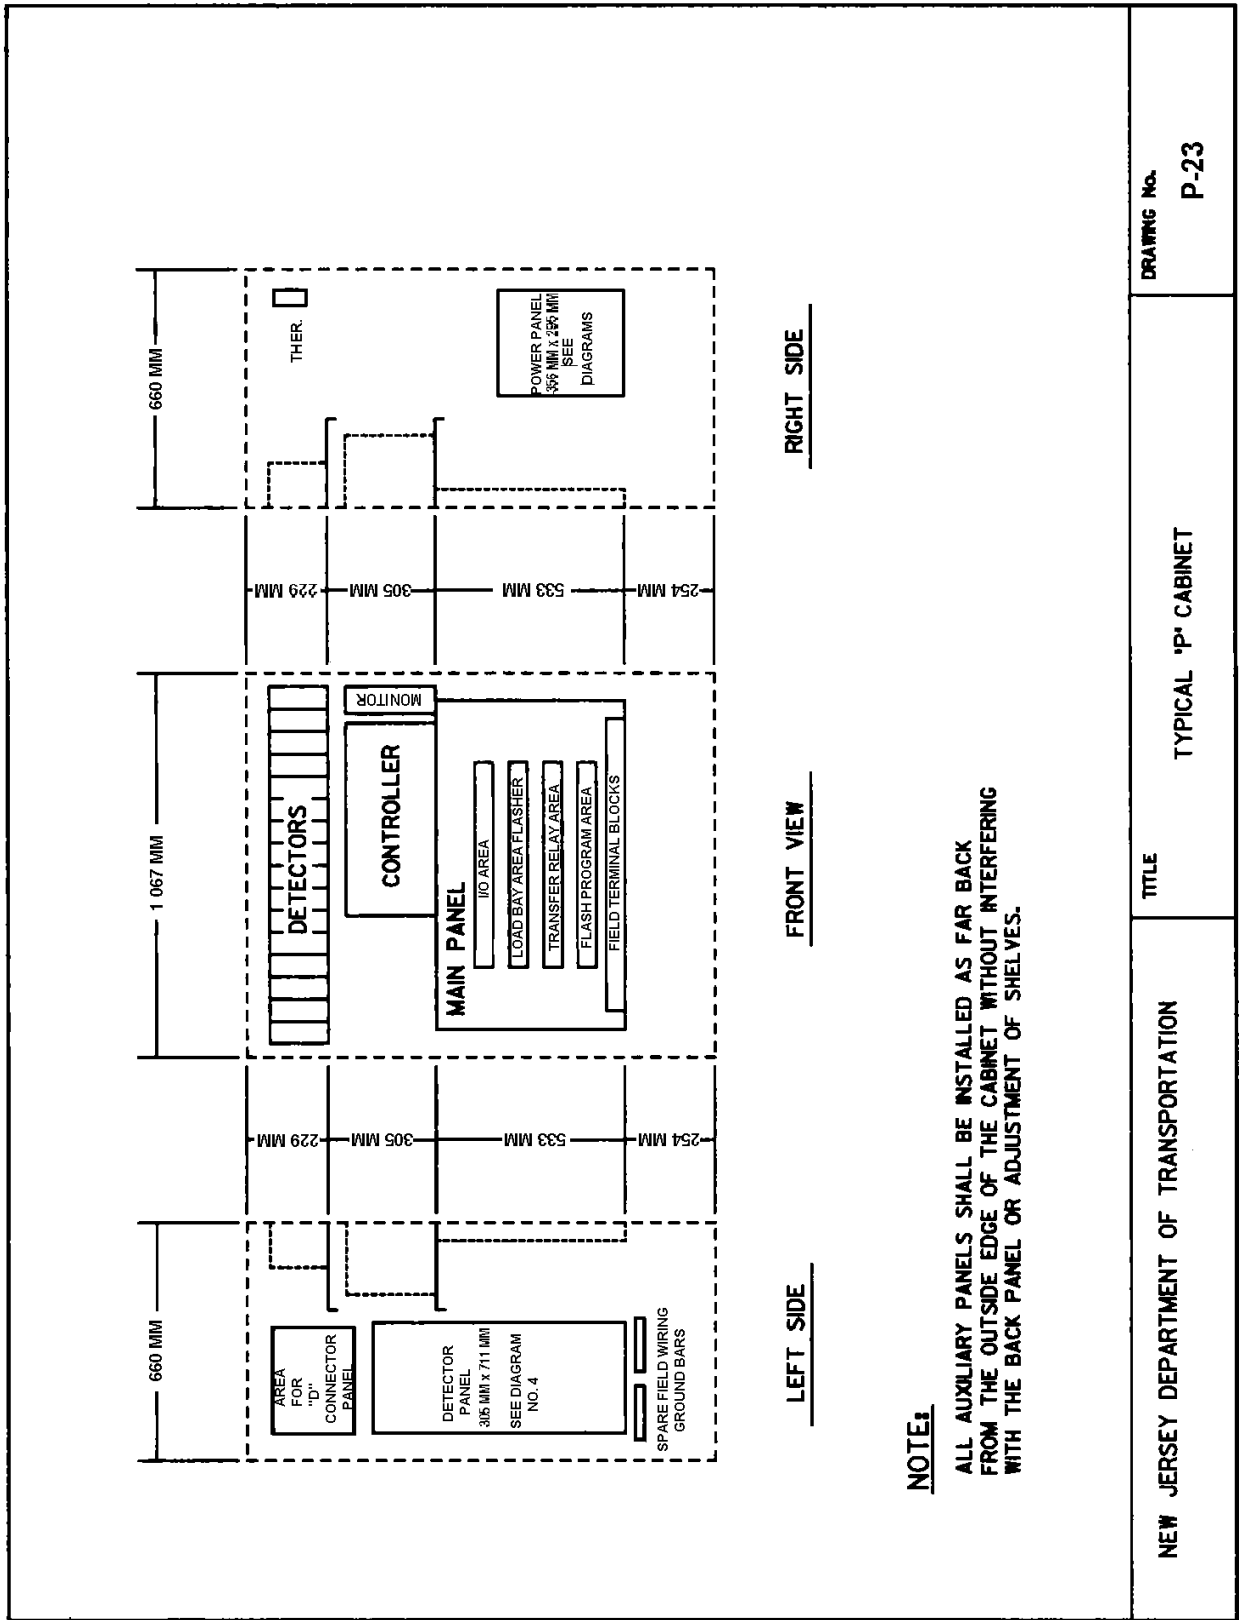 660 MM
1 067 MM
660 MM
AREA
FOR
"D"
CONNECTOR
PANEL
DETECTOR
PANEL
305 MM x 711 MM
SEE DIAGRAM
NO. 4
SPARE FIELD WIRING
GROUND BARS
229 MM
305 MM
533 MM
254 MM
DETECTORS
CONTROLLER
MONITOR
MAIN PANEL
I/O AREA
LOAD BAY AREA FLASHER
TRANSFER RELAY AREA
FLASH PROGRAM AREA
FIELD TERMINAL BLOCKS
229 MM
305 MM
533 MM
254 MM
THER.
POWER PANEL
356 MM x MM
SEE
DIAGRAMS
LEFT SIDE
FRONT VIEW
RIGHT SIDE
NOTE:
ALL AUXILIARY PANELS SHALL BE INSTALLED AS FAR BACK
FROM THE OUTSIDE EDGE OF THE CABINET WITHOUT INTERFERING
WITH THE BACK PANEL OR ADJUSTMENT OF SHELVES.
NEW JERSEY DEPARTMENT OF TRANSPORTATION
TITLE
TYPICAL 'P' CABINET
DRAWING No.
P-23